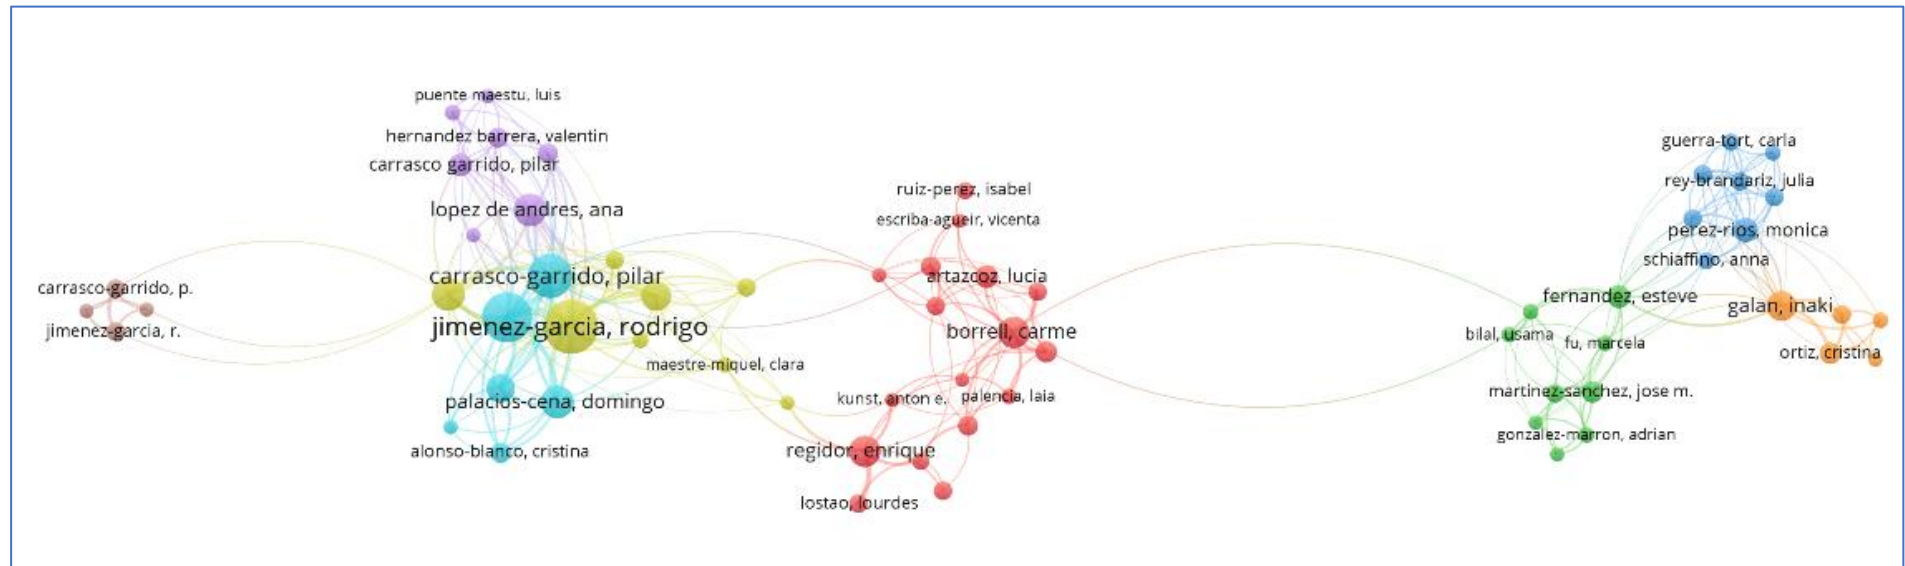 carrasco-garrido, p.
jimenez-garcia, r.
puente maestu, luis
hernandez barrera, valentin
carrasco garrido, pilar
lopez de andres, ana
carrasco-garrido, pilar
jimenez-garcia, rodrigo
maestre-miquel, clara
palacios-cena, domingo
alonso-blanco, cristina
ruiz-perez, isabel
escriba-agueir, vicenta
artazcoz, lucia
borrell, carme
kunst, anton e.
palencia, laia
regidor, enrique
lostao, lourdes
guerra-tort, carla
rey-brandariz, julia
perez-rios, monica
schiaffino, anna
fernandez, esteve
galan, inaki
bilal, usama
fu, marcela
ortiz, cristina
martinez-sanchez, jose m.
gonzalez-marron, adrian